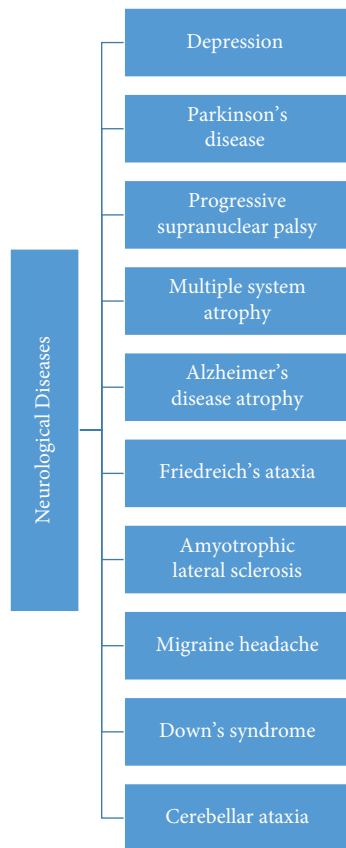 Neurological Diseases
Depression
Parkinson's
disease
Progressive
supranuclear palsy
Multiple system
atrophy
Alzheimer's
disease atrophy
Friedreich's ataxia
Amyotrophic
lateral sclerosis
Migraine headache
Down's syndrome
Cerebellar ataxia